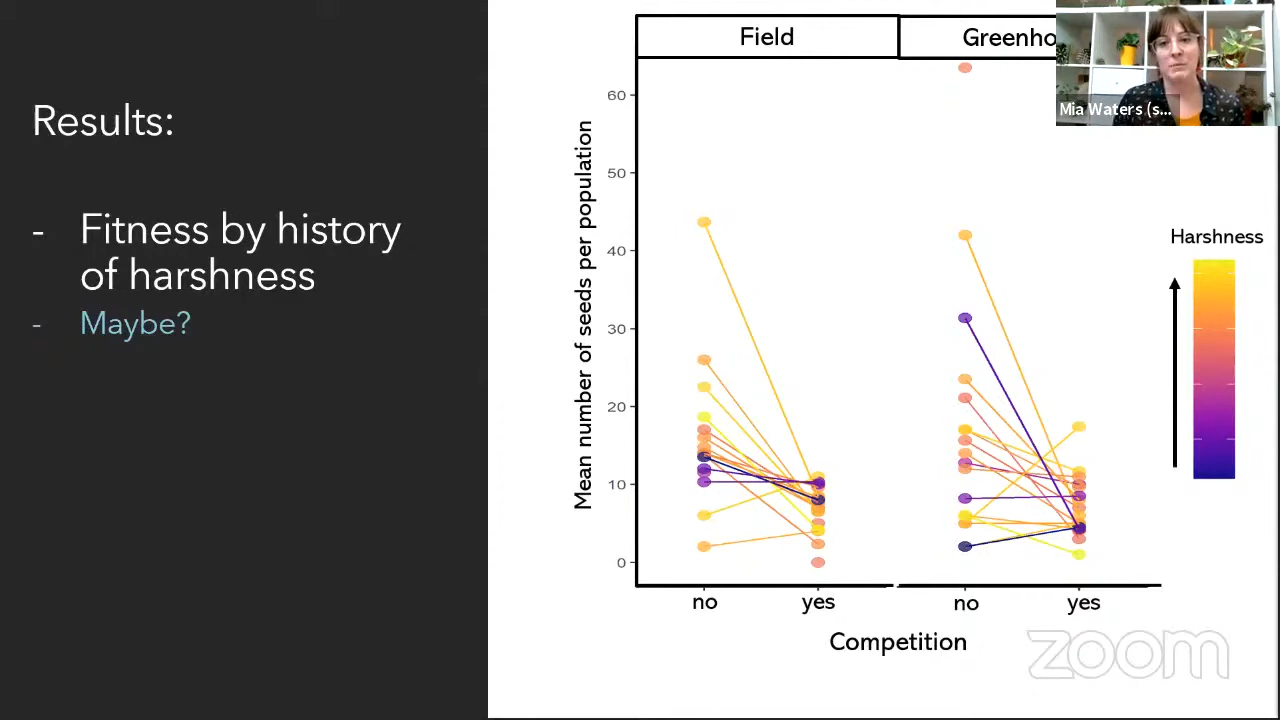 Results:
- Fitness by history
of harshness
- Maybe?
Field
Greenho
Mia Waters (s...
Mean number of seeds per population
60
50
40
30
20
10
0
no
yes
no
yes
Competition
Harshness
zoom